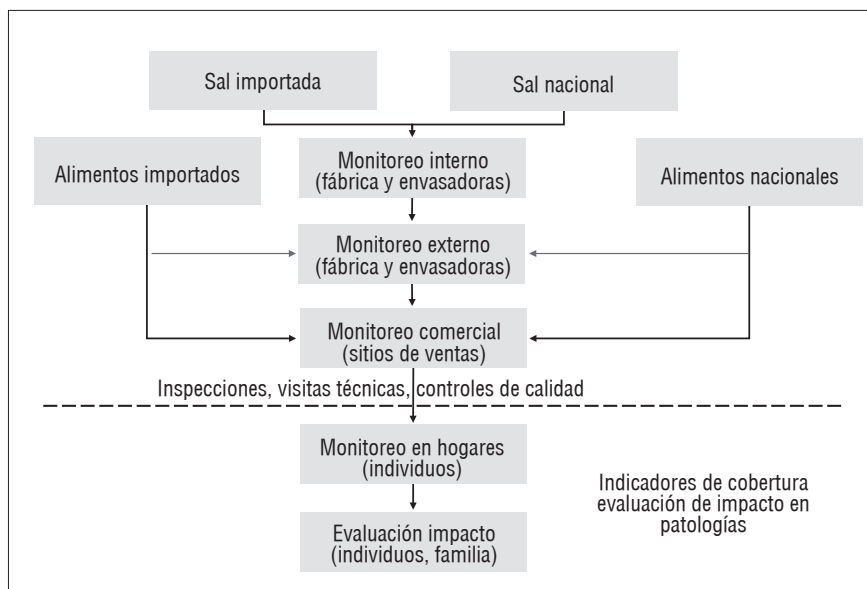 Sal importada
Sal nacional
Alimentos importados
Monitoreo interno
(fábrica y envasadoras)
Alimentos nacionales
Monitoreo externo
(fábrica y envasadoras)
Monitoreo comercial
(sitios de ventas)
Inspecciones, visitas técnicas, controles de calidad
Monitoreo en hogares
(individuos)
Indicadores de cobertura
evaluación de impacto en
patologías
Evaluación impacto
(individuos, familia)